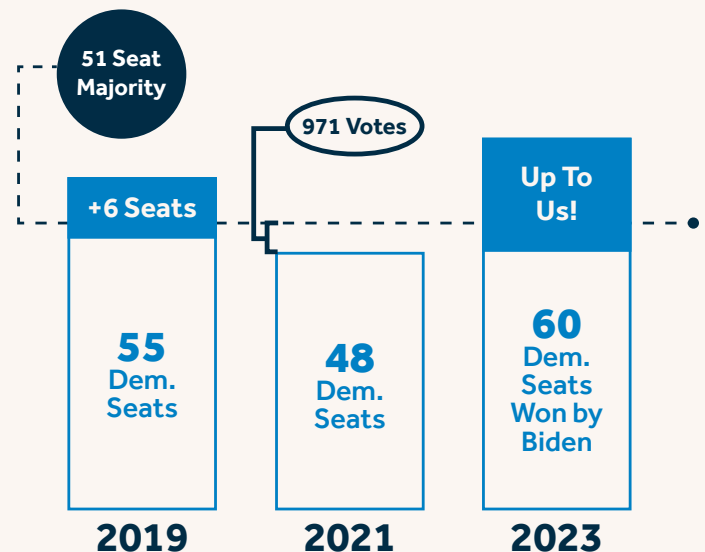 51 Seat
Majority
971 Votes
+6 Seats
Up To
Us!
55
Dem.
Seats
48
Dem.
Seats
60
Dem.
Seats
Won by
Biden
2019
2021
2023